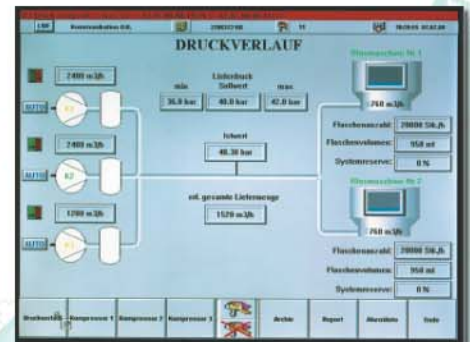 DRUCKVERLAUF
Lieferdruck
min Sollwert max
36.0 bar 40.0 bar 42.0 bar
Istwert
40.30 bar
erf. gesamte Liefermenge
1520 m3/h
2400 m3/h
AUTO K1
2400 m3/h
AUTO K2
1200 m3/h
AUTO K3
Blasmaschine Nr 1
760 m3/h
Flaschenanzahl: 20000 Stk./h
Flaschenvolumen: 950 ml
Systemreserve: 0 %
Blasmaschine Nr 2
760 m3/h
Flaschenanzahl: 20000 Stk./h
Flaschenvolumen: 950 ml
Systemreserve: 0 %
Kompressor 1 Kompressor 2 Kompressor 3 Archiv Report Ende